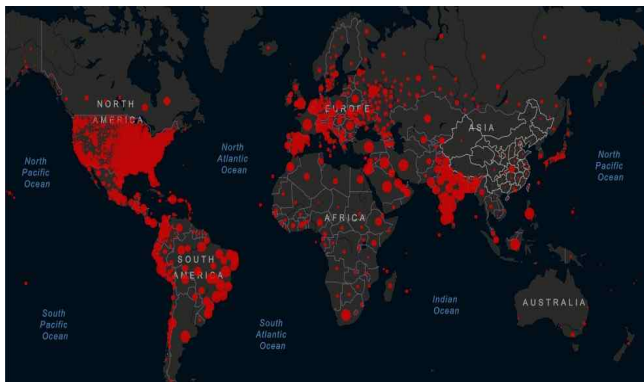 NORTH
AMERICA
EUROPE
ASIA
North
Pacific
Ocean
North
Atlantic
Ocean
North
Pacific
Ocean
AFRICA
SOUTH
AMERICA
South
Pacific
Ocean
South
Atlantic
Ocean
Indian
Ocean
AUSTRALIA